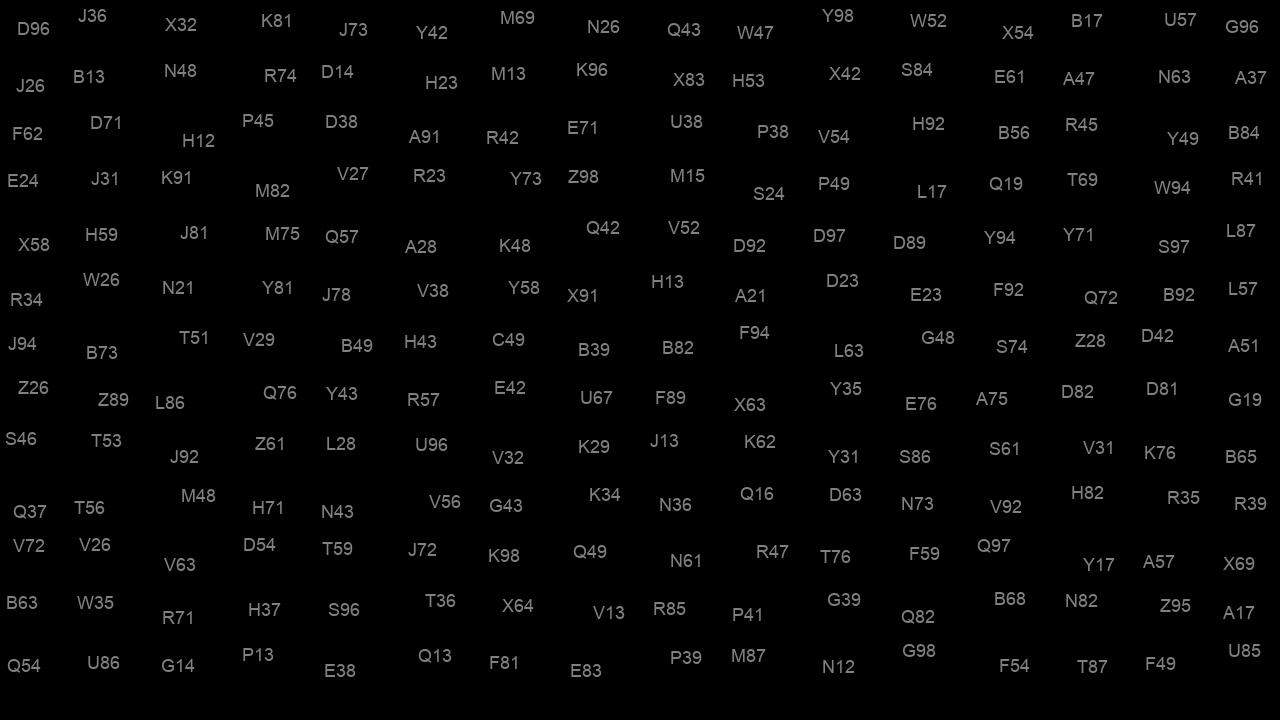 D96 J36 X32 K81 J73 Y42 M69 N26 Q43 W47 Y98 W52 X54 B17 U57 G96
J26 B13 N48 R74 D14 H23 M13 K96 X83 H53 X42 S84 E61 A47 N63 A37
F62 D71 H12 P45 D38 A91 R42 E71 U38 P38 V54 H92 B56 R45 Y49 B84
E24 J31 K91 M82 V27 R23 Y73 Z98 M15 S24 P49 L17 Q19 T69 W94 R41
X58 H59 J81 M75 Q57 A28 K48 Q42 V52 D92 D97 D89 Y94 Y71 S97 L87
R34 W26 N21 Y81 J78 V38 Y58 X91 H13 A21 D23 E23 F92 Q72 B92 L57
J94 B73 T51 V29 B49 H43 C49 B39 B82 F94 L63 G48 S74 Z28 D42 A51
Z26 Z89 L86 Q76 Y43 R57 E42 U67 F89 X63 Y35 E76 A75 D82 D81 G19
S46 T53 J92 Z61 L28 U96 V32 K29 J13 K62 Y31 S86 S61 V31 K76 B65
Q37 T56 M48 H71 N43 V56 G43 K34 N36 Q16 D63 N73 V92 H82 R35 R39
V72 V26 V63 D54 T59 J72 K98 Q49 N61 R47 T76 F59 Q97 Y17 A57 X69
B63 W35 R71 H37 S96 T36 X64 V13 R85 P41 G39 Q82 B68 N82 Z95 A17
Q54 U86 G14 P13 E38 Q13 F81 E83 P39 M87 N12 G98 F54 T87 F49 U85